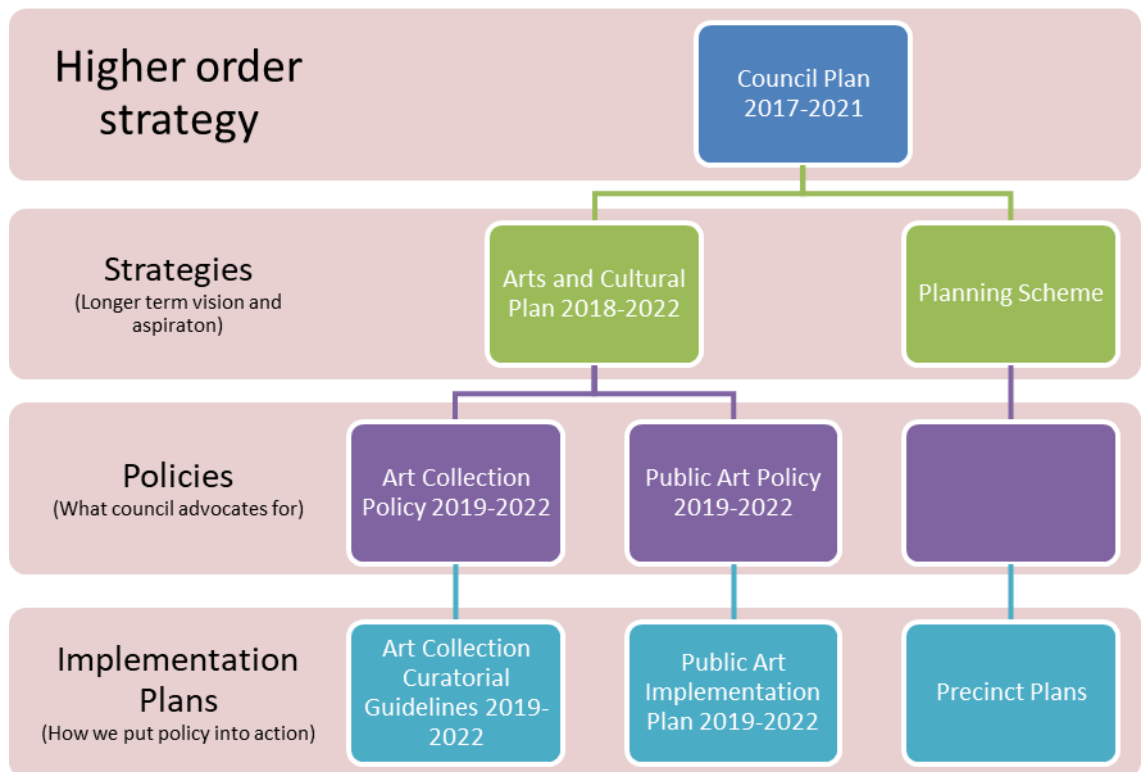 Higher order
strategy
Council Plan
2017-2021
Strategies
(Longer term vision and
aspiraton)
Arts and Cultural
Plan 2018-2022
Planning Scheme
Policies
(What council advocates for)
Art Collection
Policy 2019-2022
Public Art Policy
2019-2022
Implementation
Plans
(How we put policy into action)
Art Collection
Curatorial
Guidelines 2019-
2022
Public Art
Implementation
Plan 2019-2022
Precinct Plans